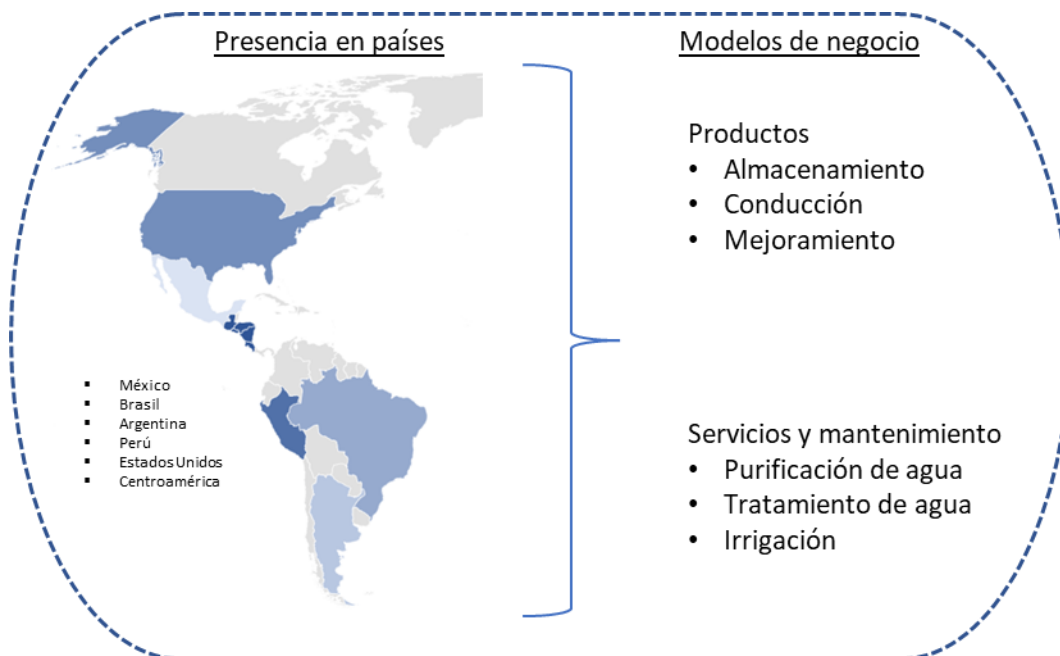 Presencia en países
México
Brasil
Argentina
Perú
Estados Unidos
Centroamérica
Modelos de negocio
Productos
• Almacenamiento
• Conducción
• Mejoramiento
Servicios y mantenimiento
• Purificación de agua
• Tratamiento de agua
• Irrigación